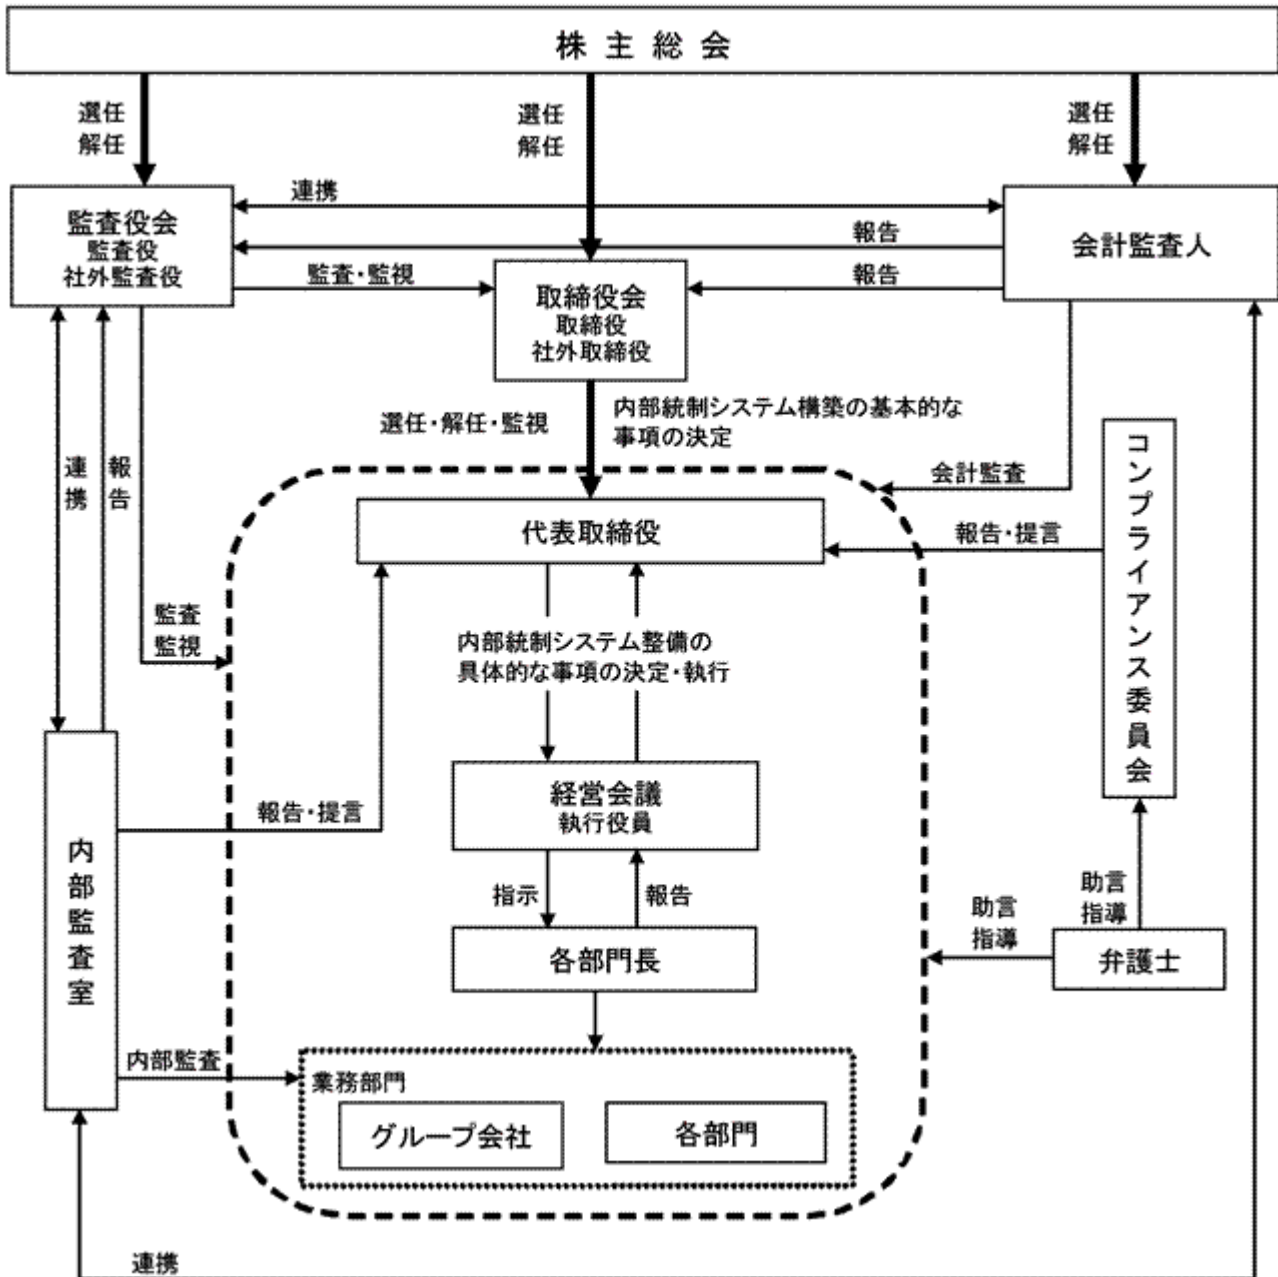 株主総会
選任
解任
選任
解任
選任
解任
監査役会
監査役
社外監査役
連携
報告
会計監査人
監査・監視
報告
取締役会
取締役
社外取締役
選任・解任・監視
内部統制システム構築の基本的な
事項の決定
連携
報告
会計監査
コンプライアンス委員会
代表取締役
報告・提言
監査
監視
内部統制システム整備の
具体的な事項の決定・執行
経営会議
執行役員
報告・提言
内部監査室
指示
報告
助言
指導
助言
指導
各部門長
弁護士
内部監査
業務部門
グループ会社
各部門
連携